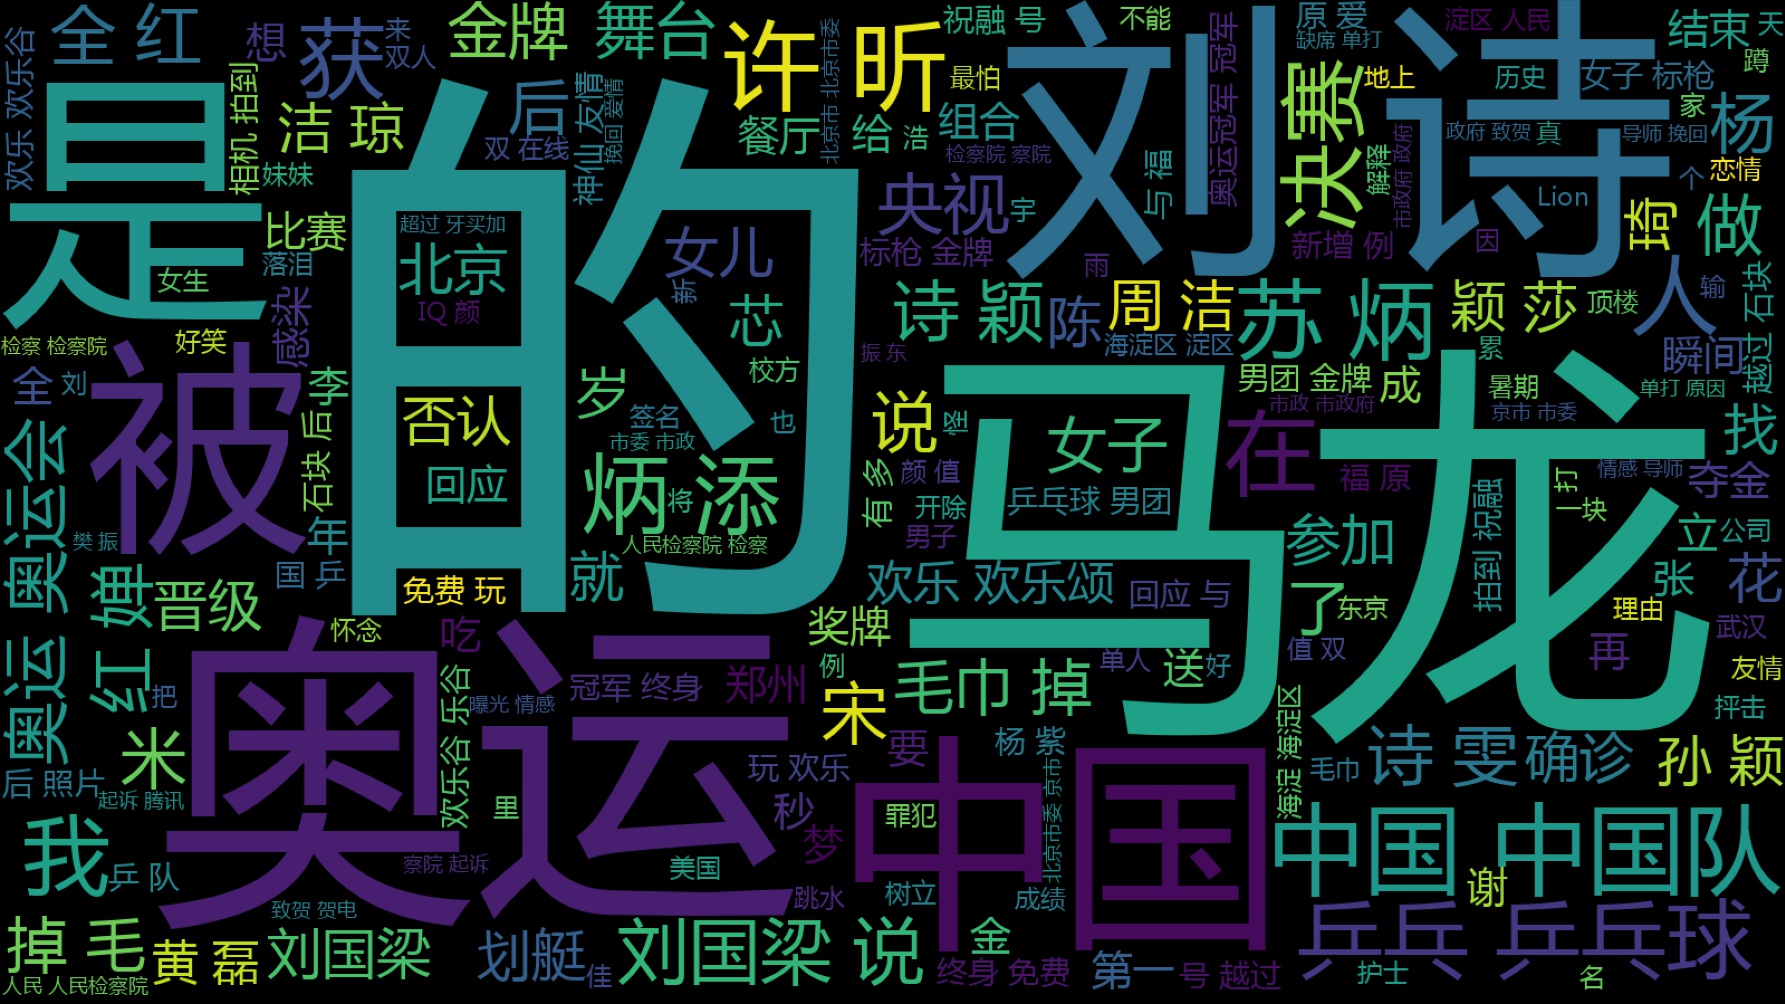 全 红
想
获
来
双人
金牌
舞台
许 昕
祝融 号
不能
刘 诗
原 爱
缺席 单打
淀区 人民
结束
天
蹲
欢乐 欢乐谷
是
相机 拍到
洁 琼
妹妹
的
后
双 在线
神仙 友情
挽回 爱情
北京市 北京市委
餐厅
给
浩
最怕
组合
检察院 察院
奥运冠军 冠军
与 福
决赛
地上
解释
市政府 政府
历史
女子 标枪
政府 致贺
真
家
导师 挽回
杨
恋情
个
Lion
琦
做
比赛
落泪
女生
超过 牙买加
北京
IQ 颜
女儿
新
央视
宇
标枪 金牌
雨
新增 例
因
人
输
越过 石块
感染
检察 检察院
好笑
芯
校方
振 东
诗 颖
陈
周 洁
海淀区 淀区
苏 炳
颖 莎
顶楼
累
瞬间
全
刘
被
李
石块 后
否认
回应
岁
签名
市委 市政
也
说
怪
马龙
女子
男团 金牌
成
市政 市政府
暑期
京市 市委
单打 原因
找
奥运 奥运会
樊 振
年
国 乒
炳 添
将
人民检察院 检察
有 多
颜 值
开除
男子
乒乓球 男团
在
福 原
参加
拍到 祝融
打
一块
情感 导师
夺金
立
公司
红 婵
晋级
免费 玩
就
欢乐 欢乐颂
回应 与
了
东京
张
理由
花
武汉
把
怀念
吃
奥运
冠军 终身
曝光 情感
郑州
奖牌
例
宋
毛巾 掉
单人
送
好
值 双
再
友情
抨击
米
后 照片
起诉 腾讯
欢乐谷 乐谷
里
玩 欢乐
秒
要
杨 紫
北京市委 京市
海淀 海淀区
毛巾
诗 雯
确诊
孙 颖
我
乒 队
察院 起诉
致贺 贺电
美国
梦
罪犯
跳水
树立
中国
成绩
中国 中国队
谢
掉 毛
人民 人民检察院
黄 磊
刘国梁
划艇
佳
刘国梁 说
金
终身 免费
第一
号 越过
乒乓 乒乓球
护士
名